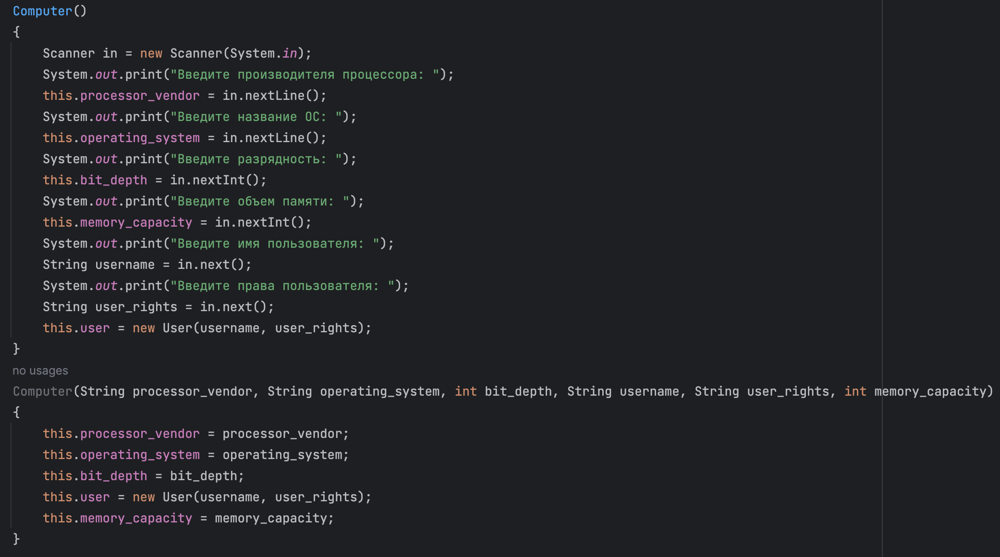 Computer()
{
    Scanner in = new Scanner(System.in);
    System.out.print("Введите производителя процессора: ");
    this.processor_vendor = in.nextLine();
    System.out.print("Введите название ОС: ");
    this.operating_system = in.nextLine();
    System.out.print("Введите разрядность: ");
    this.bit_depth = in.nextInt();
    System.out.print("Введите объем памяти: ");
    this.memory_capacity = in.nextInt();
    System.out.print("Введите имя пользователя: ");
    String username = in.next();
    System.out.print("Введите права пользователя: ");
    String user_rights = in.next();
    this.user = new User(username, user_rights);
}
no usages
Computer(String processor_vendor, String operating_system, int bit_depth, String username, String user_rights, int memory_capacity)
{
    this.processor_vendor = processor_vendor;
    this.operating_system = operating_system;
    this.bit_depth = bit_depth;
    this.user = new User(username, user_rights);
    this.memory_capacity = memory_capacity;
}